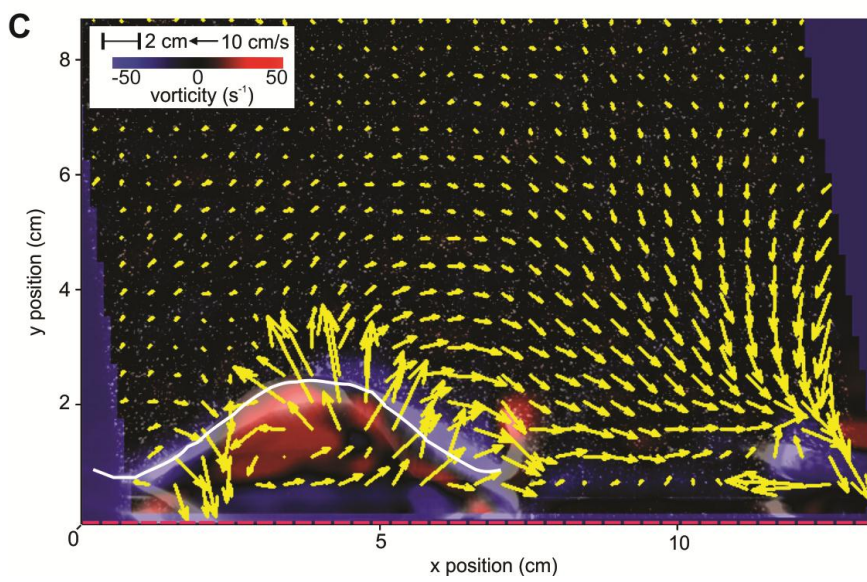 C
2 cm 10 cm/s
-50 0 50
vorticity (s⁻¹)
8
6
4
2
0
y position (cm)
0 5 10
x position (cm)